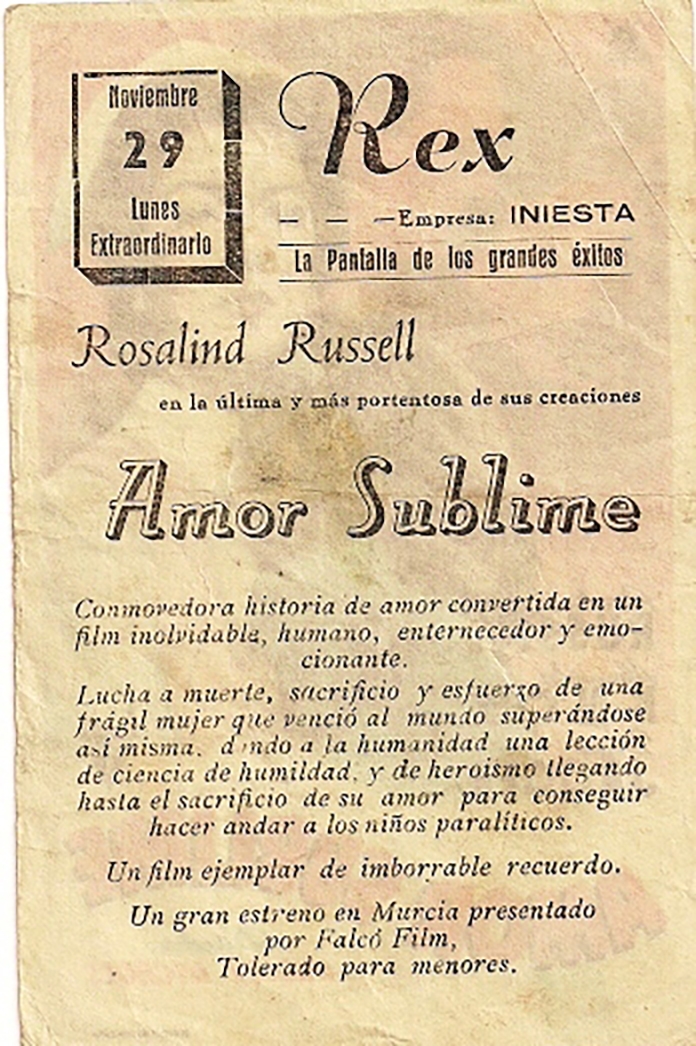 Noviembre
29
Lunes
Extraordinario
Rex
— — —Empresa: INIESTA
La Pantalla de los grandes éxitos
Rosalind Russell
en la última y más portentosa de sus creaciones
Amor Sublime
Conmovedora historia de amor convertida en un
film inolvidable, humano, enternecedor y emo-
cionante.
Lucha a muerte, sacrificio y esfuerzo de una
frágil mujer que venció al mundo superándose
así misma, dando a la humanidad una lección
de ciencia de humildad, y de heroismo llegando
hasta el sacrificio de su amor para conseguir
hacer andar a los niños paralíticos.
Un film ejemplar de imborrable recuerdo.
Un gran estreno en Murcia presentado
por Falcó Film,
Tolerado para menores.